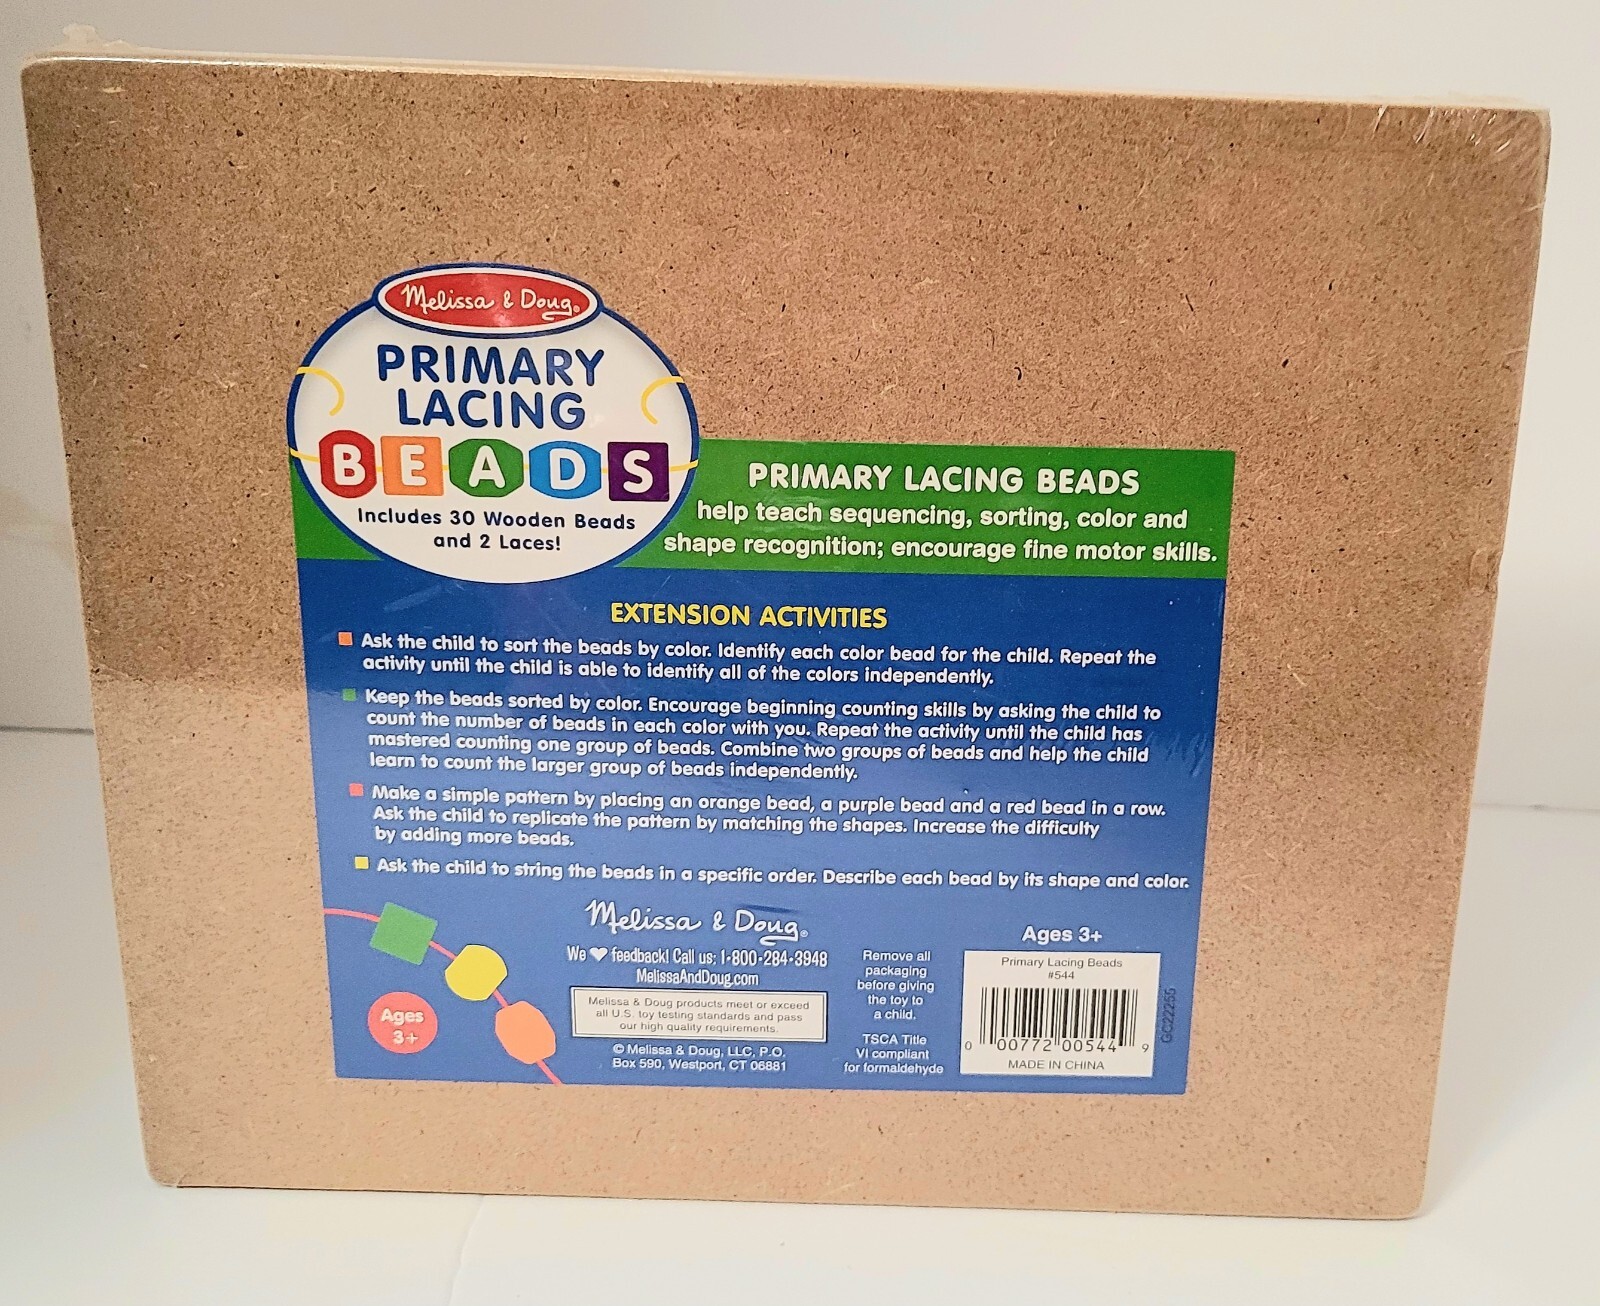 Melissa & Doug®
PRIMARY
LACING
BEADS
Includes 30 Wooden Beads
and 2 Laces!
PRIMARY LACING BEADS
help teach sequencing, sorting, color and
shape recognition; encourage fine motor skills.
EXTENSION ACTIVITIES
Ask the child to sort the beads by color. Identify each color bead for the child. Repeat the
activity until the child is able to identify all of the colors independently.
Keep the beads sorted by color. Encourage beginning counting skills by asking the child to
count the number of beads in each color with you. Repeat the activity until the child has
mastered counting one group of beads. Combine two groups of beads and help the child
learn to count the larger group of beads independently.
Make a simple pattern by placing an orange bead, a purple bead and a red bead in a row.
Ask the child to replicate the pattern by matching the shapes. Increase the difficulty
by adding more beads.
Ask the child to string the beads in a specific order. Describe each bead by its shape and color.
Ages
3+
Melissa & Doug®
We ♥ feedback! Call us: 1-800-284-3948
MelissaAndDoug.com
Melissa & Doug products meet or exceed
all U.S. toy testing standards and pass
our high quality requirements.
© Melissa & Doug, LLC, P.O.
Box 590, Westport, CT 06881
Remove all
packaging
before giving
the toy to
a child.
TSCA Title
VI compliant
for formaldehyde
Ages 3+
Primary Lacing Beads
#544
0 00772 00544 9
MADE IN CHINA
GC22255